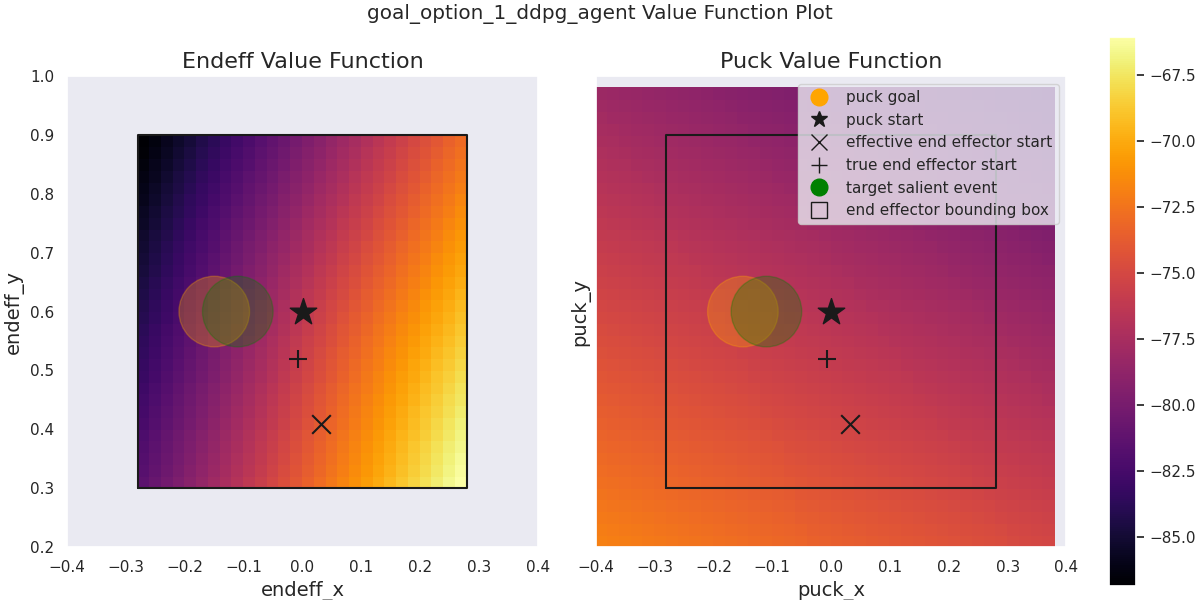 goal_option_1_ddpg_agent Value Function Plot
Endeff Value Function
1.0
0.9
0.8
0.7
0.6
0.5
0.4
0.3
0.2
endeff_y
−0.4 −0.3 −0.2 −0.1 0.0 0.1 0.2 0.3 0.4
endeff_x
Puck Value Function
puck goal
puck start
effective end effector start
true end effector start
target salient event
end effector bounding box
puck_y
−0.4 −0.3 −0.2 −0.1 0.0 0.1 0.2 0.3 0.4
puck_x
−67.5
−70.0
−72.5
−75.0
−77.5
−80.0
−82.5
−85.0